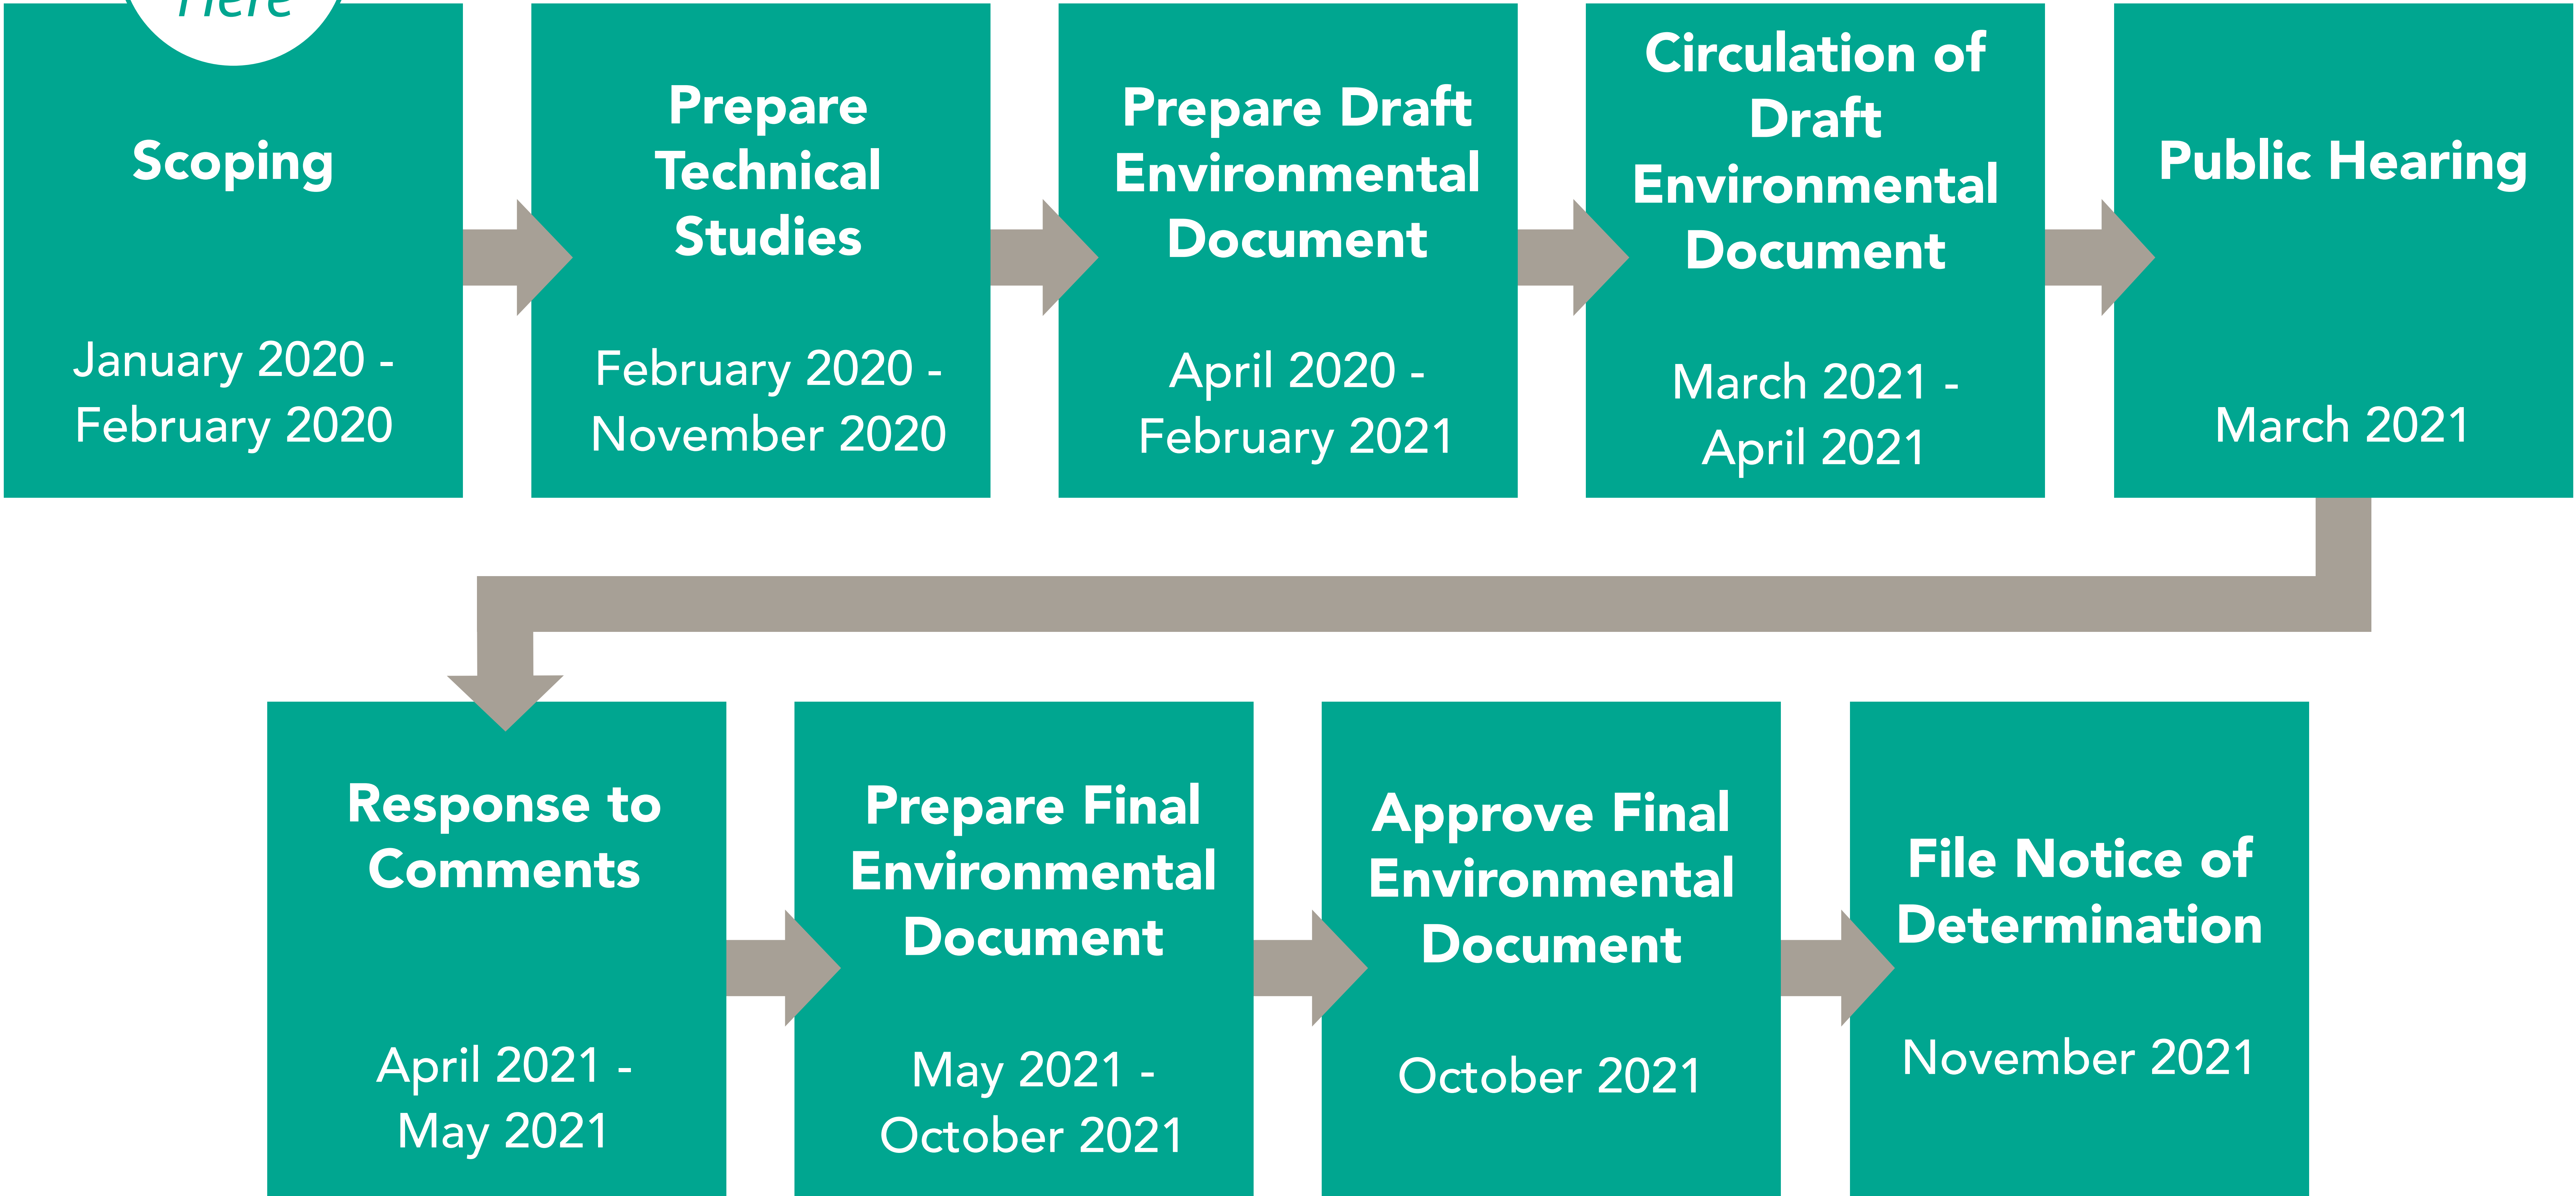 Here
Scoping
January 2020 -
February 2020
Prepare
Technical
Studies
February 2020 -
November 2020
Prepare Draft
Environmental
Document
April 2020 -
February 2021
Circulation of
Draft
Environmental
Document
March 2021 -
April 2021
Public Hearing
March 2021
Response to
Comments
April 2021 -
May 2021
Prepare Final
Environmental
Document
May 2021 -
October 2021
Approve Final
Environmental
Document
October 2021
File Notice of
Determination
November 2021